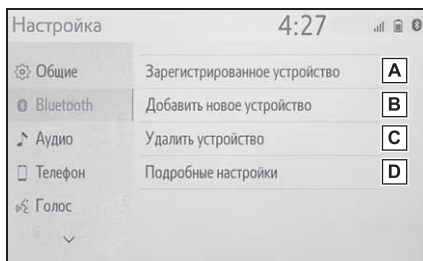 Настройка 4:27
Общие
Bluetooth
Аудио
Телефон
Голос
Зарегистрированное устройство A
Добавить новое устройство B
Удалить устройство C
Подробные настройки D